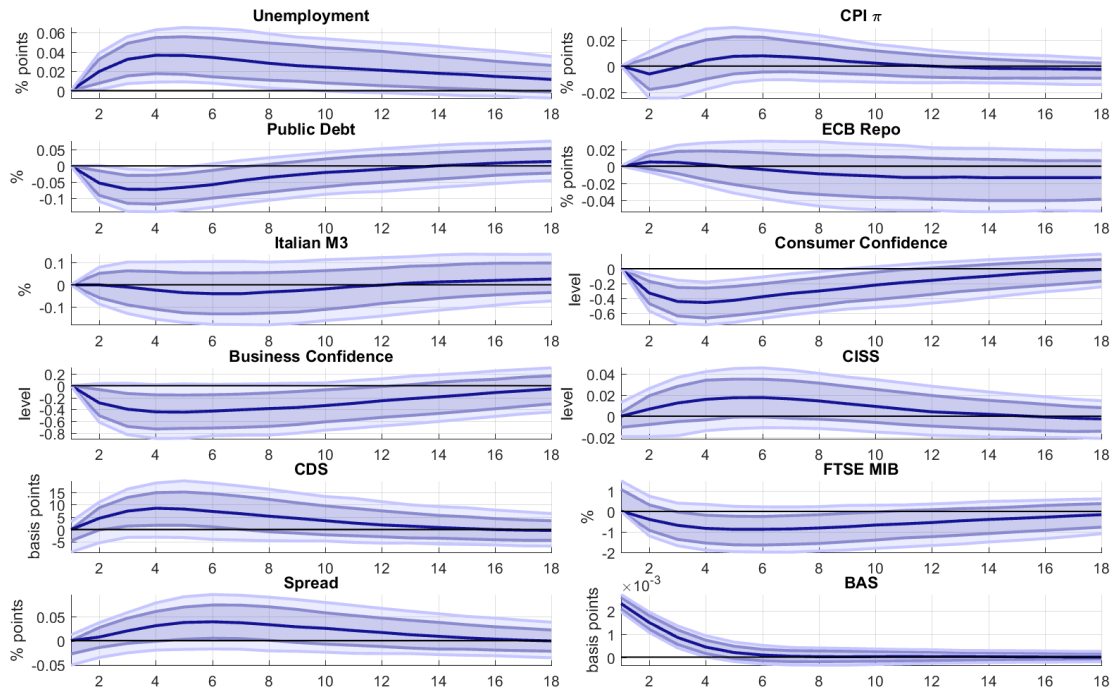 Unemployment
% points
0.06
0.04
0.02
0
2 4 6 8 10 12 14 16 18
CPI π
% points
0.02
0
-0.02
2 4 6 8 10 12 14 16 18
Public Debt
%
0.05
0
-0.05
-0.1
2 4 6 8 10 12 14 16 18
ECB Repo
% points
0.02
0
-0.02
-0.04
2 4 6 8 10 12 14 16 18
Italian M3
%
0.1
0
-0.1
2 4 6 8 10 12 14 16 18
Consumer Confidence
level
0
-0.2
-0.4
-0.6
2 4 6 8 10 12 14 16 18
Business Confidence
level
0.2
0
-0.2
-0.4
-0.6
-0.8
2 4 6 8 10 12 14 16 18
CISS
level
0.04
0.02
0
-0.02
2 4 6 8 10 12 14 16 18
CDS
basis points
15
10
5
0
-5
2 4 6 8 10 12 14 16 18
FTSE MIB
%
1
0
-1
-2
2 4 6 8 10 12 14 16 18
Spread
% points
0.05
0
-0.05
2 4 6 8 10 12 14 16 18
BAS
×10⁻³
basis points
2
1
0
2 4 6 8 10 12 14 16 18